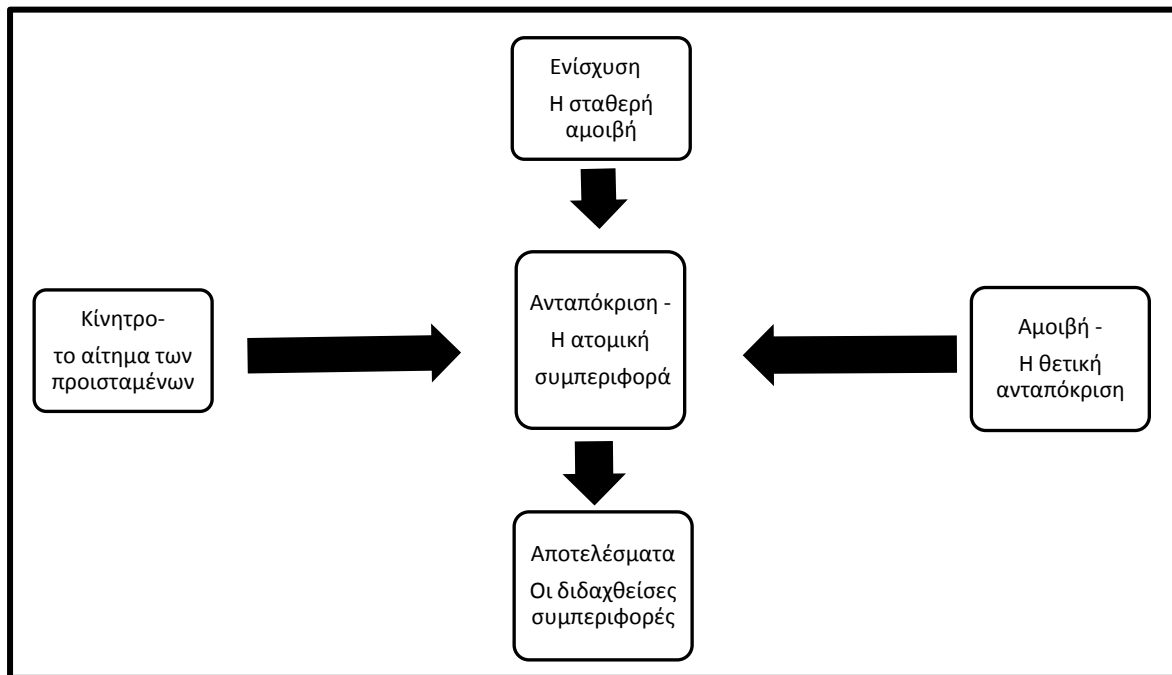 Ενίσχυση
Η σταθερή
αμοιβή
Κίνητρο-
το αίτημα των
προισταμένων
Ανταπόκριση -
Η ατομική
συμπεριφορά
Αμοιβή -
Η θετική
ανταπόκριση
Αποτελέσματα
Οι διδαχθείσες
συμπεριφορές